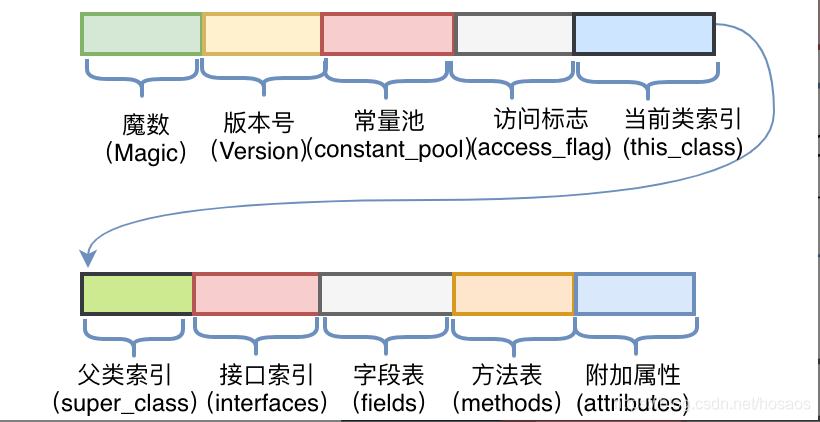 魔数
(Magic)
版本号
(Version)
常量池
(constant_pool)
访问标志
(access_flag)
当前类索引
(this_class)
父类索引
(super_class)
接口索引
(interfaces)
字段表
(fields)
方法表
(methods)
附加属性
(attributes)
csdn.net/hosaos